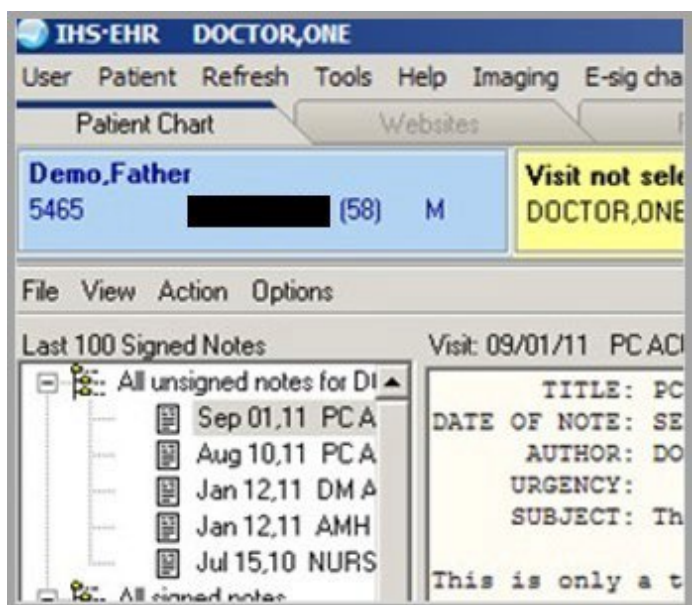 IHS-EHR DOCTOR,ONE
User Patient Refresh Tools Help Imaging E-sig cha
Patient Chart Websites
Demo,Father
5465 (58) M
Visit not sele
DOCTOR,ONE
File View Action Options
Last 100 Signed Notes
All unsigned notes for D
Sep 01,11 PC A
Aug 10,11 PC A
Jan 12,11 DM A
Jan 12,11 AMH
Jul 15,10 NURS
All signed notes
Visit: 09/01/11 PC ACU
TITLE: PC
DATE OF NOTE: SE
AUTHOR: DO
URGENCY:
SUBJECT: Th
This is only a t